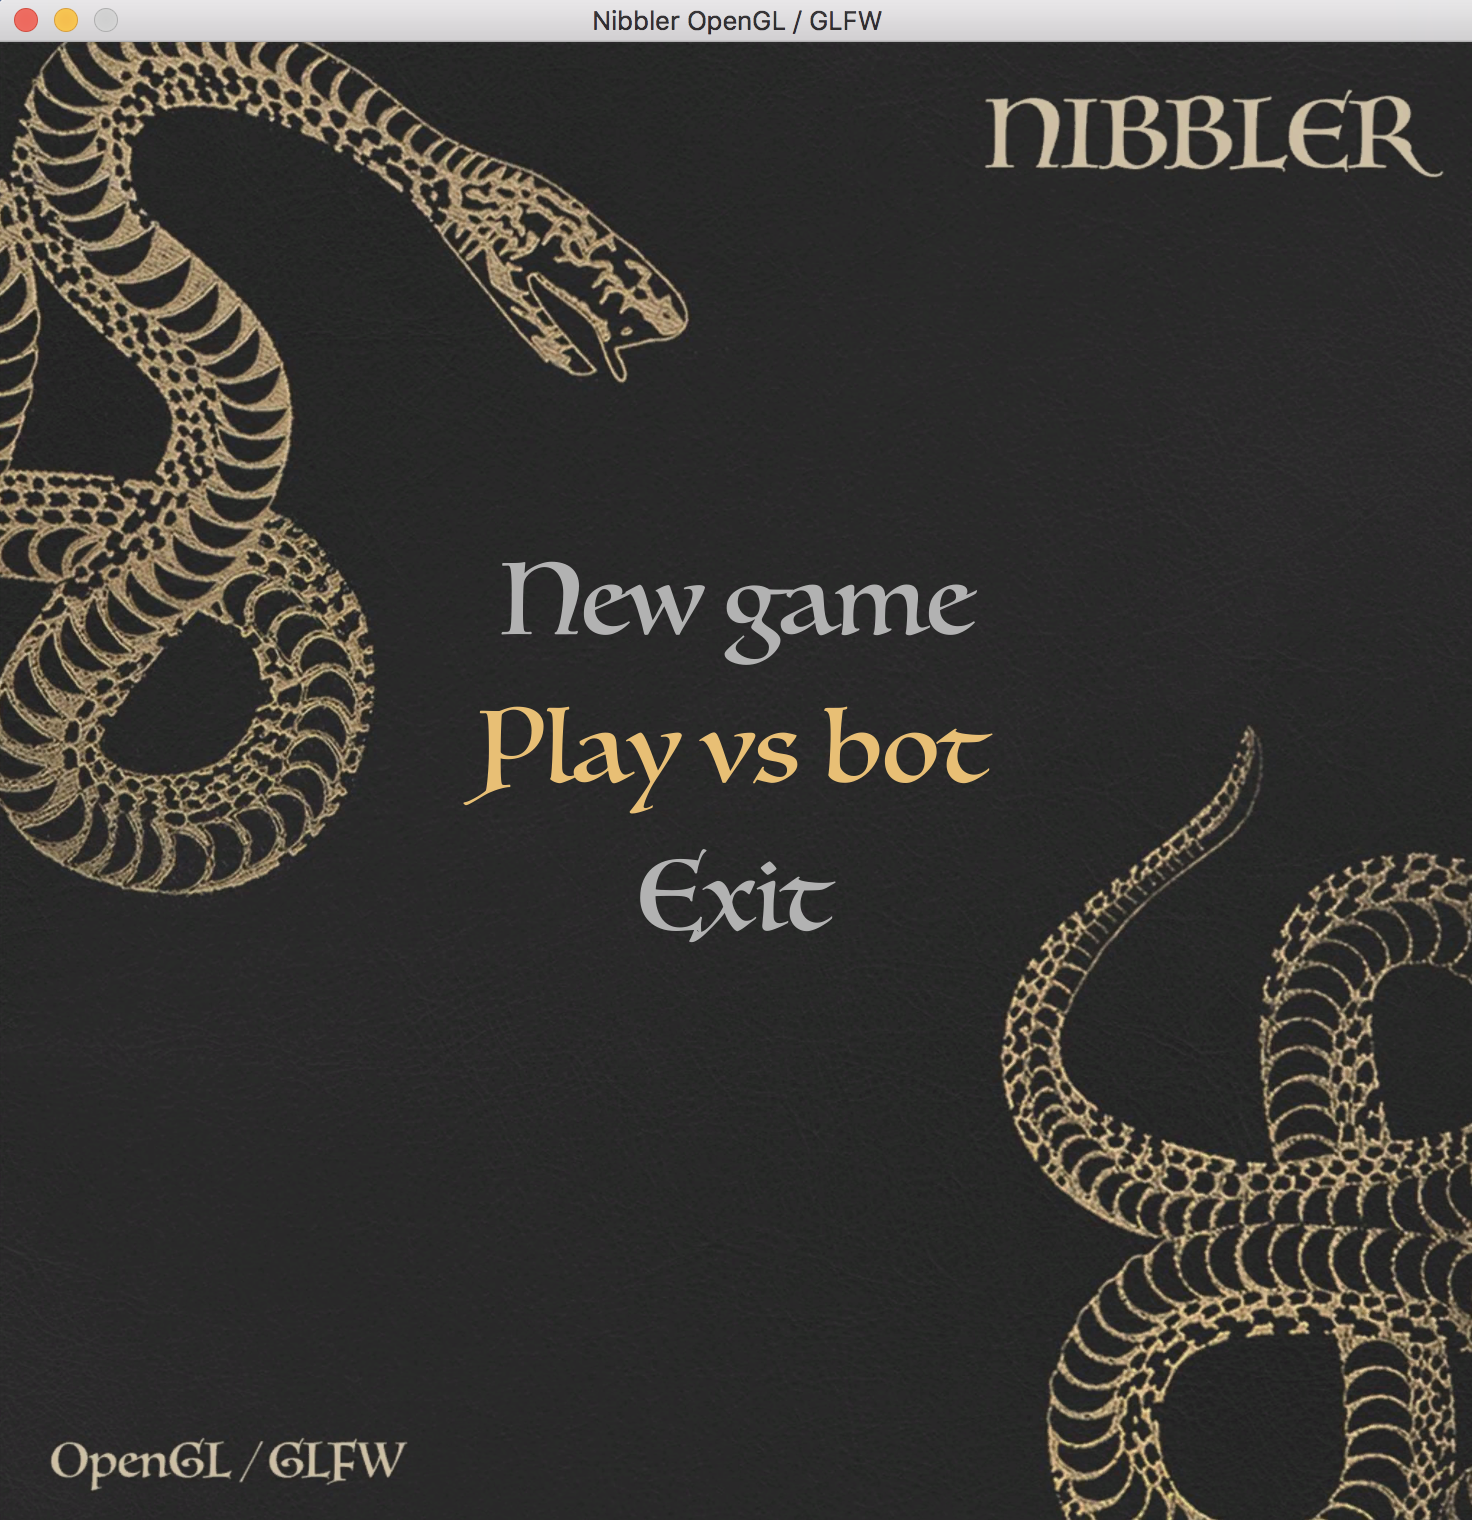 Nibbler OpenGL / GLFW
NIBBLER
New game
Play vs bot
Exit
OpenGL / GLFW